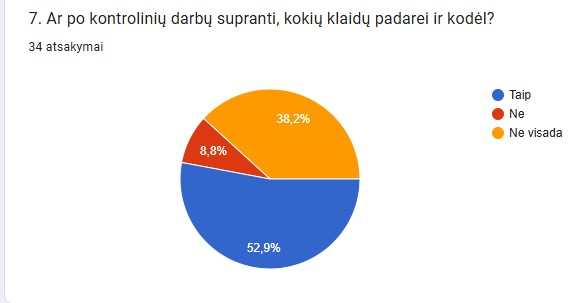 7. Ar po kontrolinių darbų supranti, kokių klaidų padarei ir kodėl?
34 atsakymai
Taip
Ne
Ne visada
38,2%
8,8%
52,9%